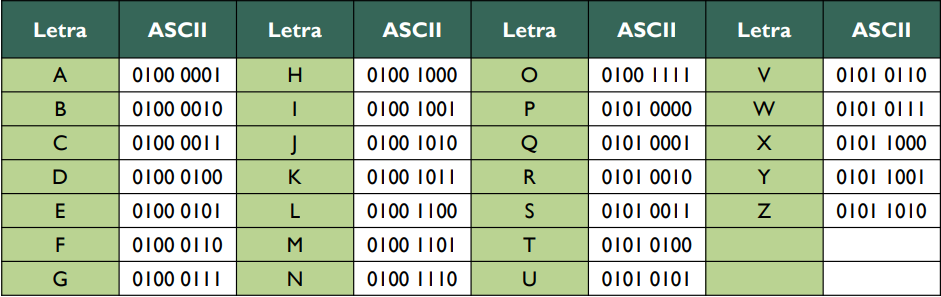 Letra ASCII Letra ASCII Letra ASCII Letra ASCII
A 0100 0001 H 0100 1000 O 0100 1111 V 0101 0110
B 0100 0010 I 0100 1001 P 0101 0000 W 0101 0111
C 0100 0011 J 0100 1010 Q 0101 0001 X 0101 1000
D 0100 0100 K 0100 1011 R 0101 0010 Y 0101 1001
E 0100 0101 L 0100 1100 S 0101 0011 Z 0101 1010
F 0100 0110 M 0100 1101 T 0101 0100
G 0100 0111 N 0100 1110 U 0101 0101